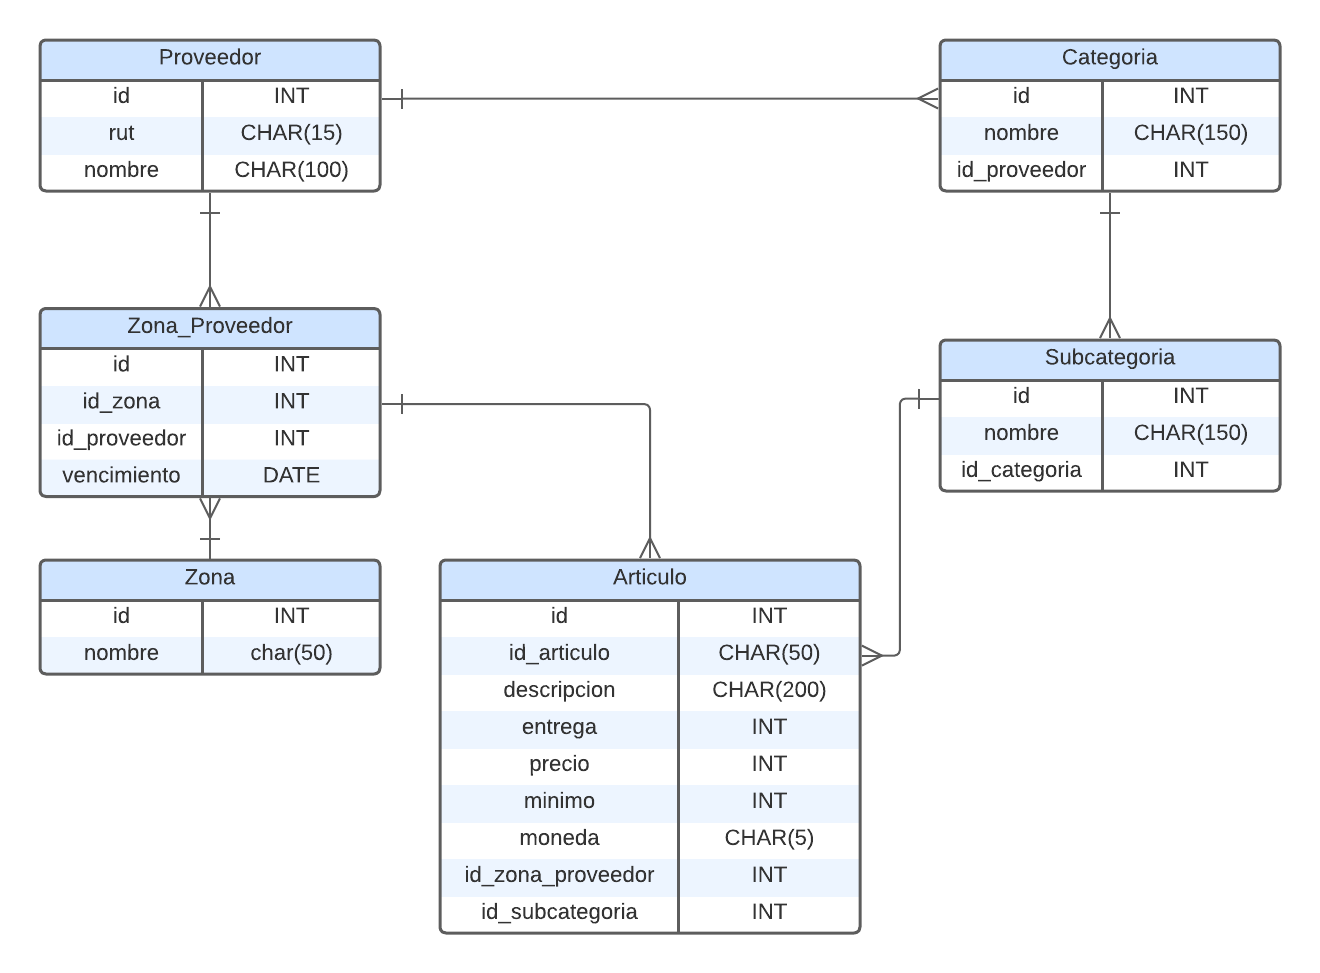 Proveedor
id INT
rut CHAR(15)
nombre CHAR(100)
Categoria
id INT
nombre CHAR(150)
id_proveedor INT
Zona_Proveedor
id INT
id_zona INT
id_proveedor INT
vencimiento DATE
Subcategoria
id INT
nombre CHAR(150)
id_categoria INT
Zona
id INT
nombre char(50)
Articulo
id INT
id_articulo CHAR(50)
descripcion CHAR(200)
entrega INT
precio INT
minimo INT
moneda CHAR(5)
id_zona_proveedor INT
id_subcategoria INT